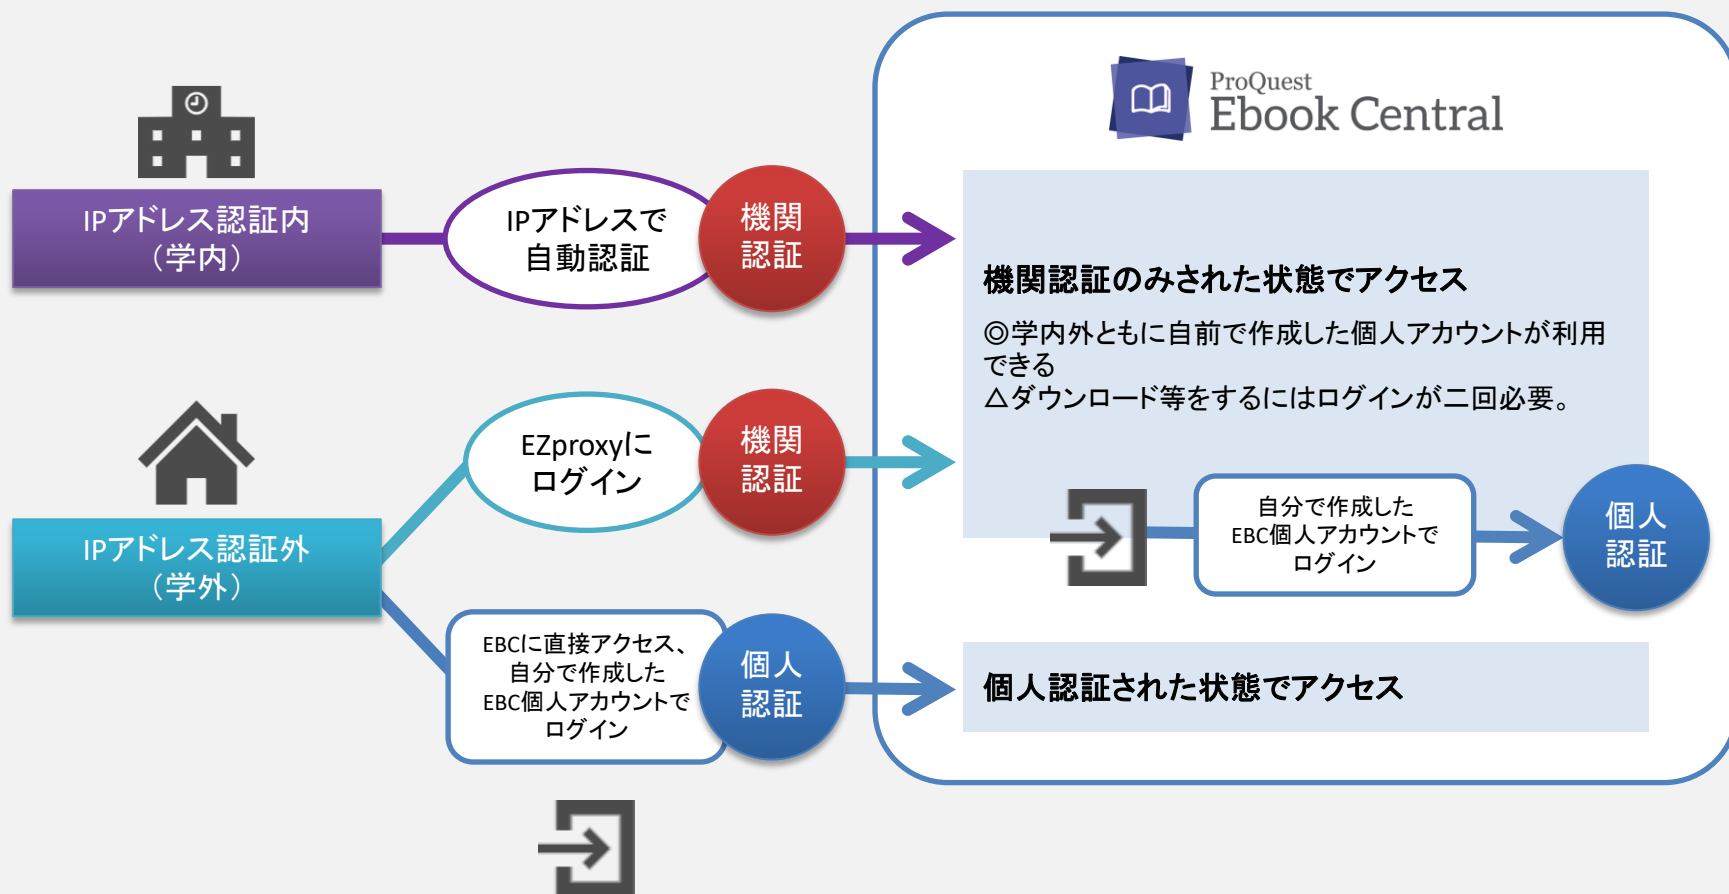 ProQuest
Ebook Central
IPアドレス認証内
（学内）
IPアドレスで
自動認証
機関
認証
機関認証のみされた状態でアクセス
◎学内外ともに自前で作成した個人アカウントが利用
できる
△ダウンロード等をするにはログインが二回必要。
IPアドレス認証外
（学外）
EZproxyに
ログイン
機関
認証
自分で作成した
EBC個人アカウントで
ログイン
個人
認証
EBCに直接アクセス、
自分で作成した
EBC個人アカウントで
ログイン
個人
認証
個人認証された状態でアクセス